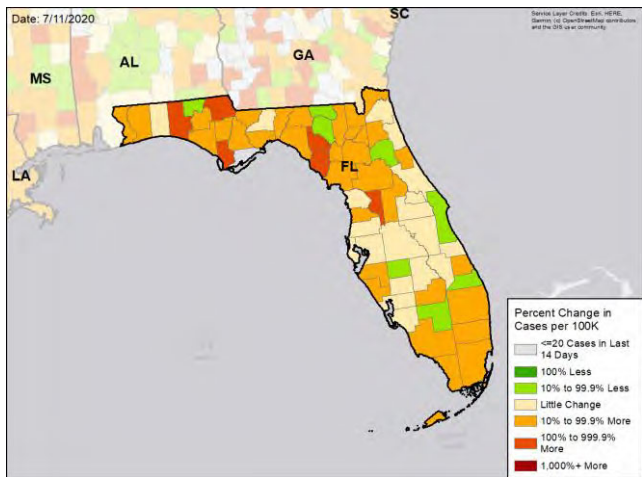 Date: 7/11/2020
SC
Service Layer Credits: Esri, HERE,
Garmin, (c) OpenStreetMap contributors,
and the GIS user community
AL
GA
MS
LA
FL
Percent Change in
Cases per 100K
<=20 Cases in Last
14 Days
100% Less
10% to 99.9% Less
Little Change
10% to 99.9% More
100% to 999.9%
More
1,000%+ More